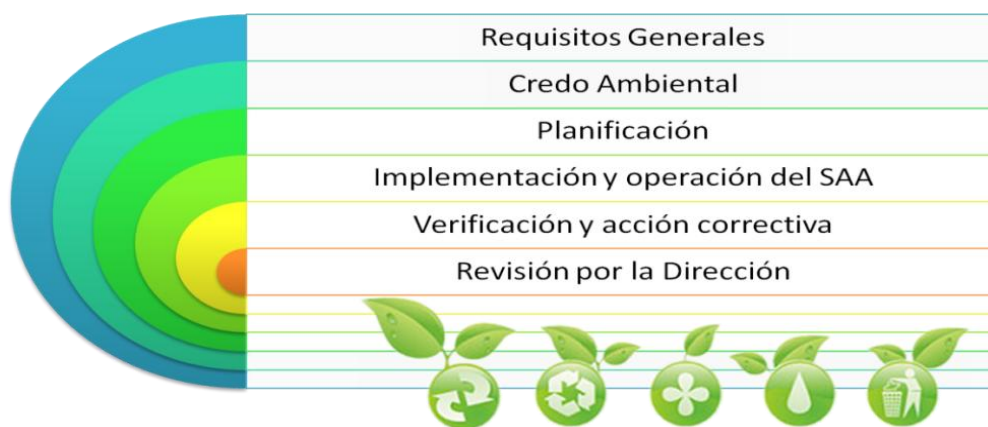 Requisitos Generales
Credo Ambiental
Planificación
Implementación y operación del SAA
Verificación y acción correctiva
Revisión por la Dirección